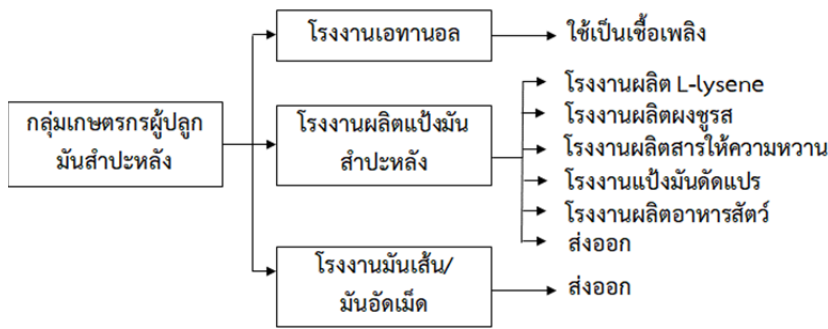 กลุ่มเกษตรกรผู้ปลูก
มันสำปะหลัง
โรงงานเอทานอล
ใช้เป็นเชื้อเพลิง
โรงงานผลิตแป้งมัน
สำปะหลัง
โรงงานผลิต L-lysene
โรงงานผลิตผงชูรส
โรงงานผลิตสารให้ความหวาน
โรงงานแป้งมันดัดแปร
โรงงานผลิตอาหารสัตว์
ส่งออก
โรงงานมันเส้น/
มันอัดเม็ด
ส่งออก